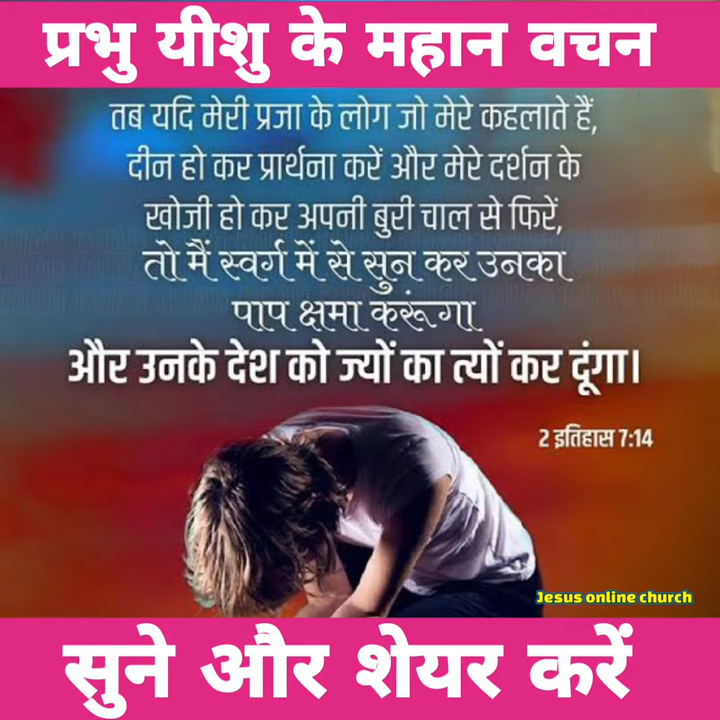 प्रभु यीशु के महान वचन
तब यदि मेरी प्रजा के लोग जो मेरे कहलाते हैं,
दीन हो कर प्रार्थना करें और मेरे दर्शन के
खोजी हो कर अपनी बुरी चाल से फिरें,
तो मैं स्वर्ग में से सुन कर उनका
पाप क्षमा करूंगा
और उनके देश को ज्यों का त्यों कर दूंगा।
2 इतिहास 7:14
Jesus online church
सुने और शेयर करें